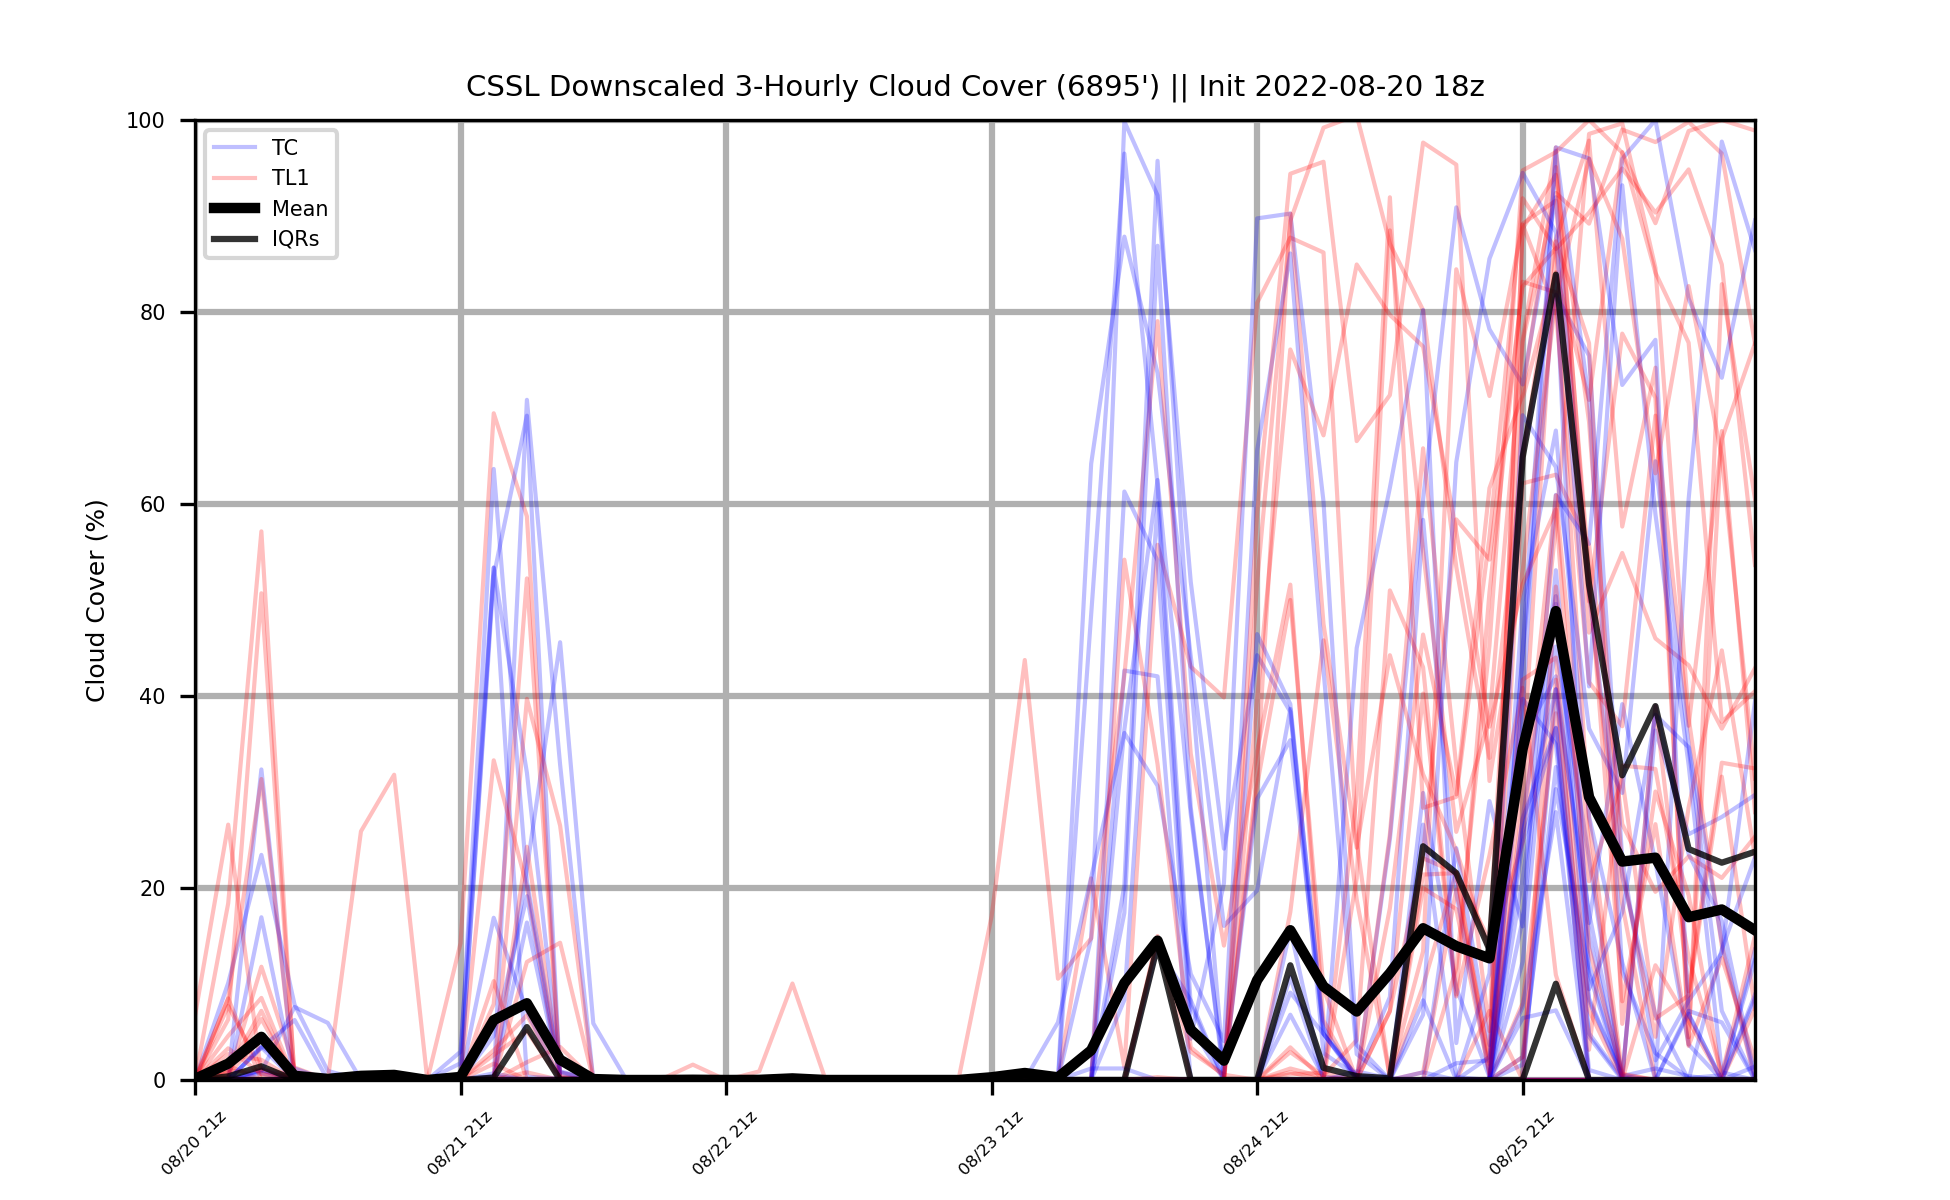 CSSL Downscaled 3-Hourly Cloud Cover (6895') || Init 2022-08-20 18z
100
80
60
40
20
0
Cloud Cover (%)
TC
TL1
Mean
IQRs
08/20 21z
08/21 21z
08/22 21z
08/23 21z
08/24 21z
08/25 21z